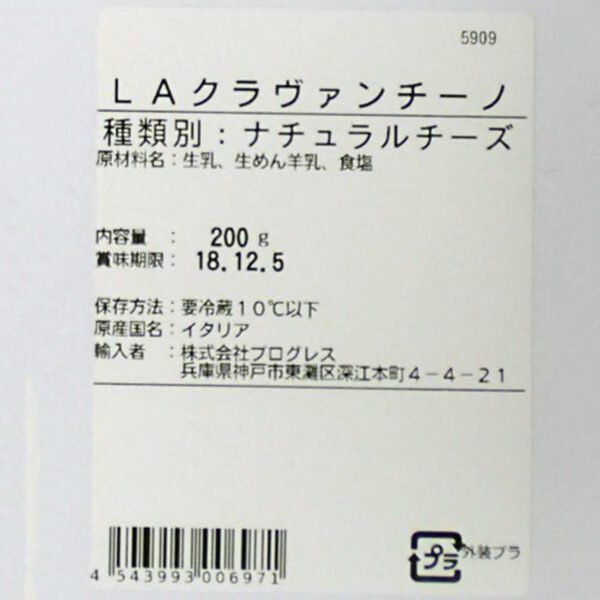 5909
LAクラヴァンチーノ
種類別：ナチュラルチーズ
原材料名：生乳、生めん羊乳、食塩
内容量 ： 200g
賞味期限：18.12.5
保存方法：要冷蔵10℃以下
原産国名：イタリア
輸入者 ：株式会社プログレス
兵庫県神戸市東灘区深江本町4-4-21
プラ 外装プラ
4 543993 006971